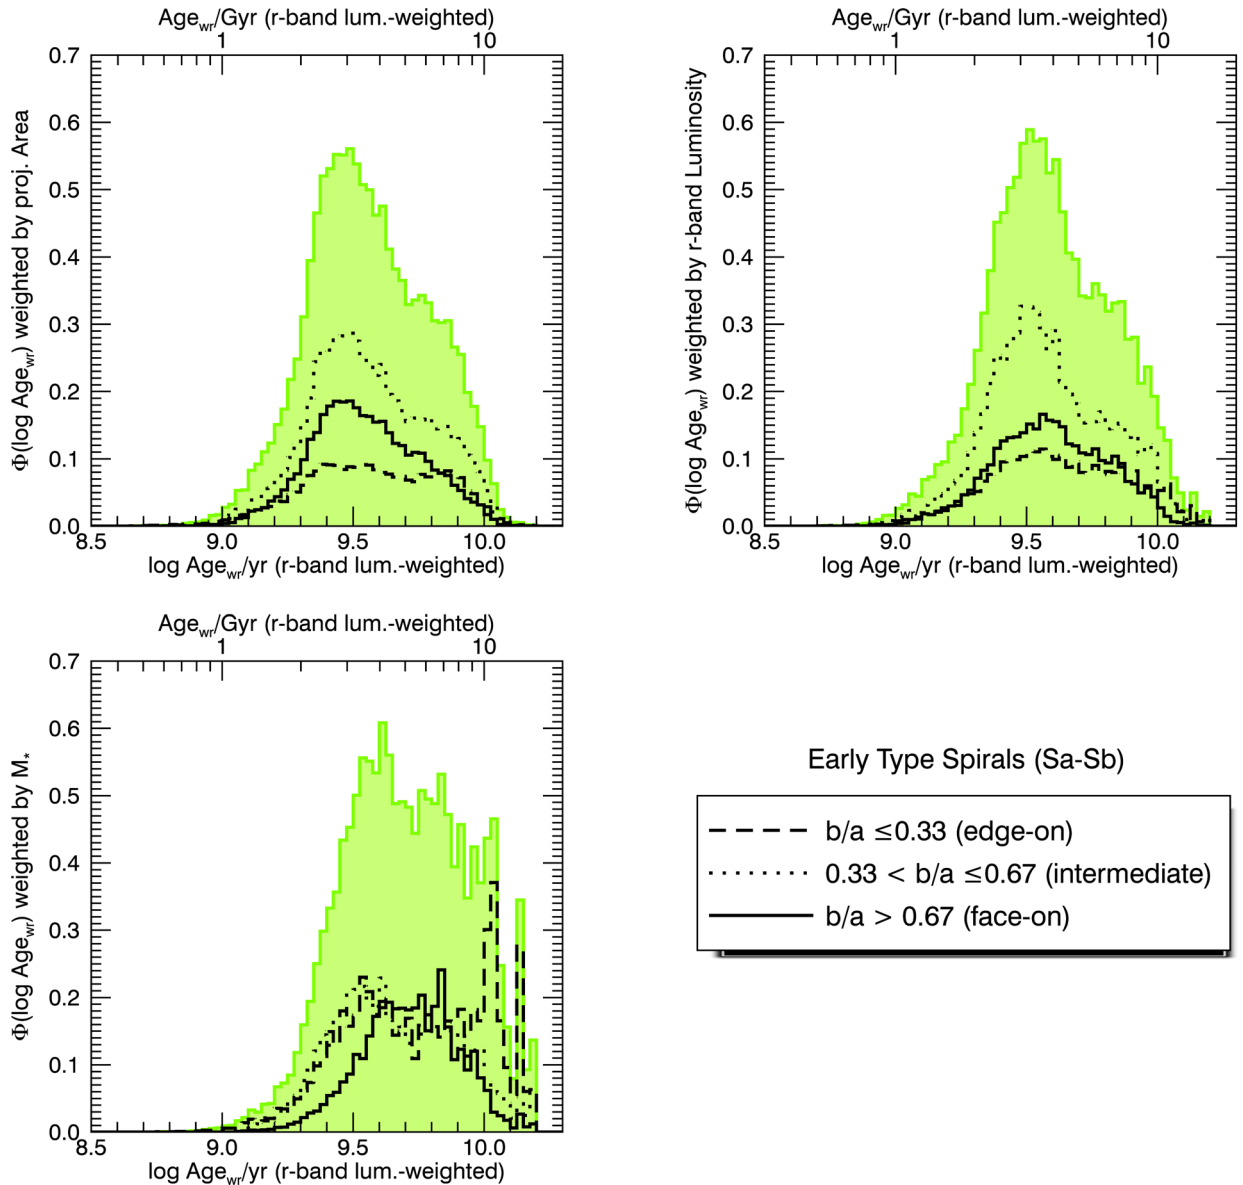 Age_wr/Gyr (r-band lum.-weighted)
1 10
0.7
0.6
0.5
0.4
0.3
0.2
0.1
0.0
Φ(log Age_wr) weighted by proj. Area
8.5 9.0 9.5 10.0
log Age_wr/yr (r-band lum.-weighted)
Age_wr/Gyr (r-band lum.-weighted)
1 10
0.7
0.6
0.5
0.4
0.3
0.2
0.1
0.0
Φ(log Age_wr) weighted by r-band Luminosity
8.5 9.0 9.5 10.0
log Age_wr/yr (r-band lum.-weighted)
Age_wr/Gyr (r-band lum.-weighted)
1 10
0.7
0.6
0.5
0.4
0.3
0.2
0.1
0.0
Φ(log Age_wr) weighted by M_*
8.5 9.0 9.5 10.0
log Age_wr/yr (r-band lum.-weighted)
Early Type Spirals (Sa-Sb)
b/a ≤0.33 (edge-on)
0.33 < b/a ≤0.67 (intermediate)
b/a > 0.67 (face-on)